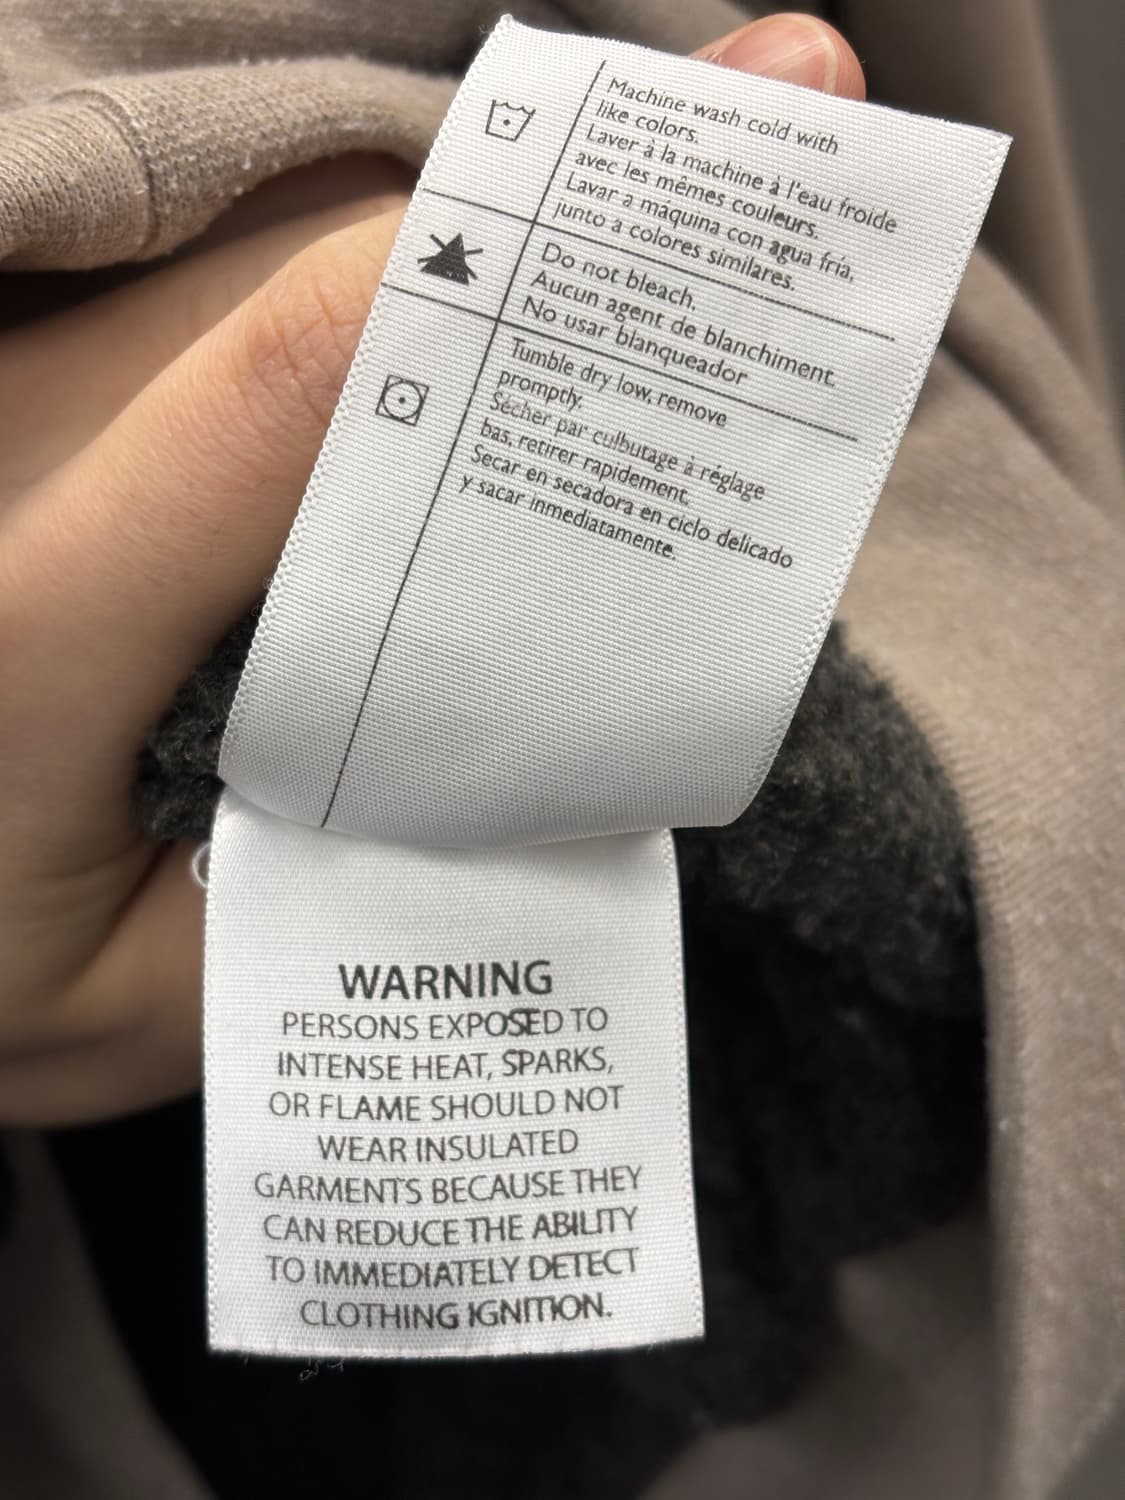 Machine wash cold with
like colors.
Laver à la machine à l'eau froide
avec les mêmes couleurs.
Lavar a máquina con agua fría,
junto a colores similares.
Do not bleach.
Aucun agent de blanchiment.
No usar blanqueador
Tumble dry low, remove
promptly.
Sécher par culbutage à réglage
bas, retirer rapidement.
Secar en secadora en ciclo delicado
y sacar inmediatamente.
WARNING
PERSONS EXPOSED TO
INTENSE HEAT, SPARKS,
OR FLAME SHOULD NOT
WEAR INSULATED
GARMENTS BECAUSE THEY
CAN REDUCE THE ABILITY
TO IMMEDIATELY DETECT
CLOTHING IGNITION.